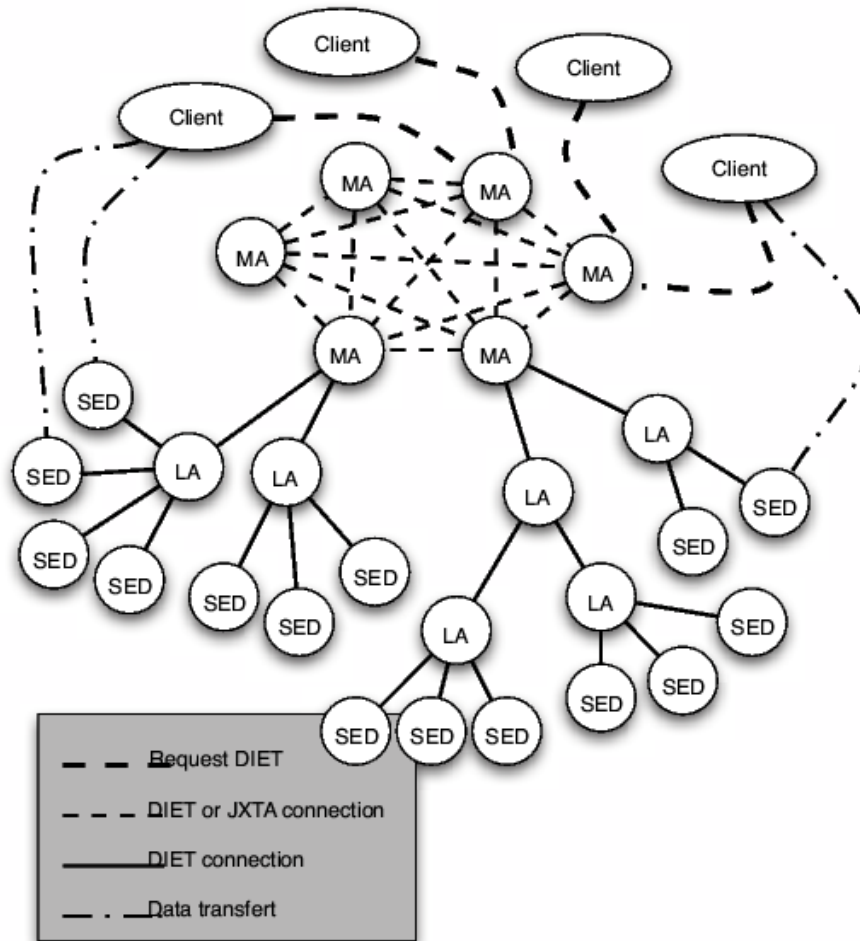 Client
Client
Client
Client
MA
MA
MA
MA
MA
MA
SED
LA
SED
LA
LA
SED
LA
SED
SED
SED
SED
SED
SED
LA
SED
LA
SED
SED
SED
SED
SED
SED
Request DIET
DIET or JXTA connection
DIET connection
Data transfert